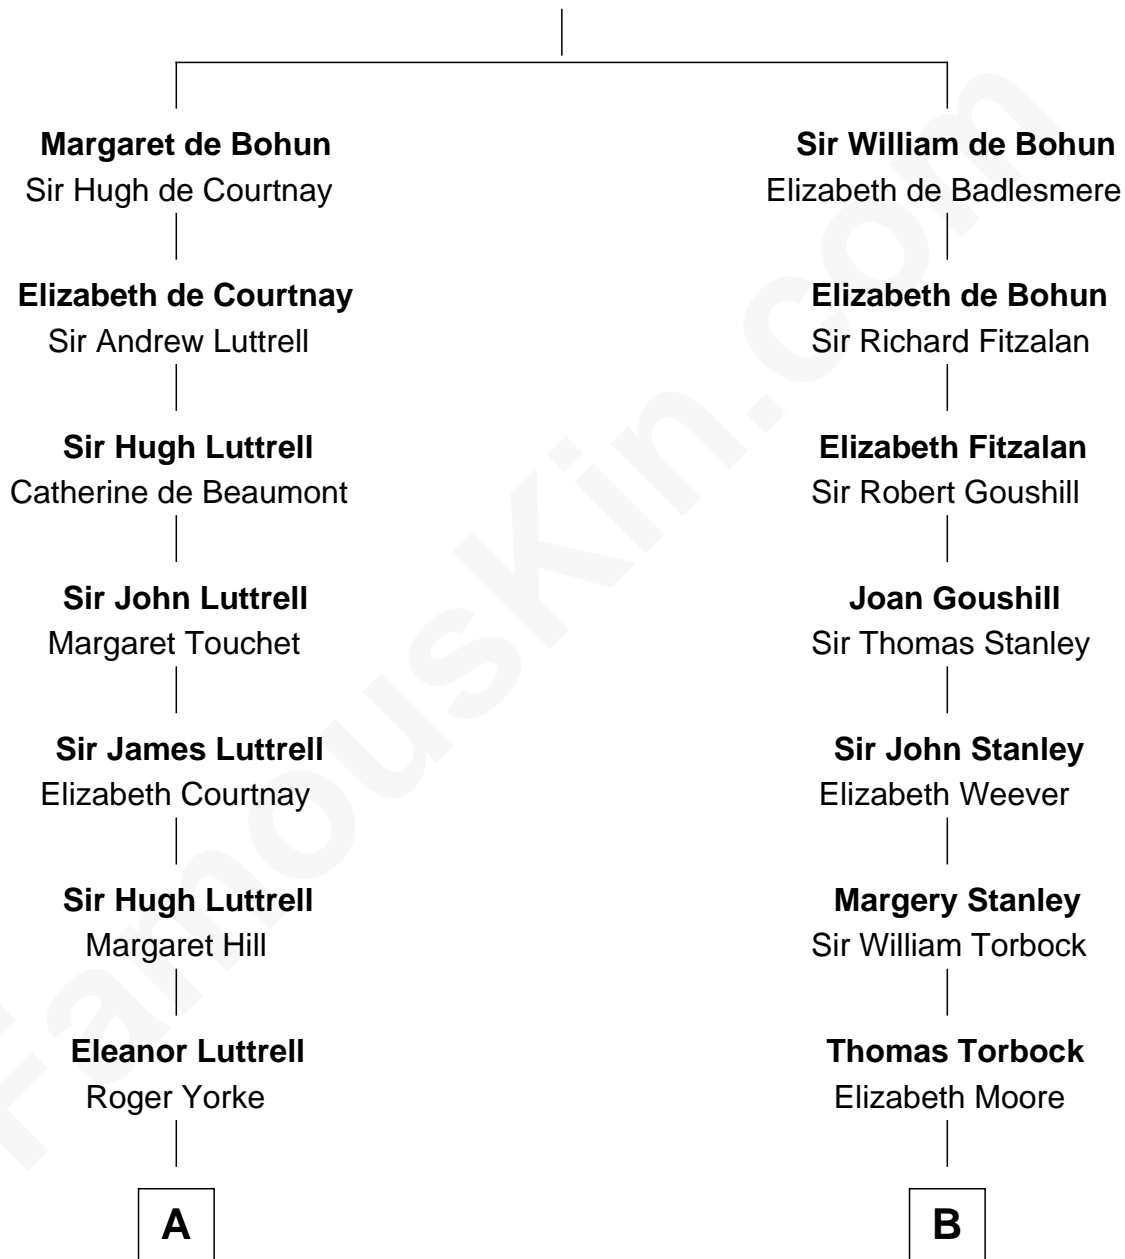 Margaret de Bohun
Sir Hugh de Courtnay
Elizabeth de Courtnay
Sir Andrew Luttrell
Sir Hugh Luttrell
Catherine de Beaumont
Sir John Luttrell
Margaret Touchet
Sir James Luttrell
Elizabeth Courtnay
Sir Hugh Luttrell
Margaret Hill
Eleanor Luttrell
Roger Yorke
A
Sir William de Bohun
Elizabeth de Badlesmere
Elizabeth de Bohun
Sir Richard Fitzalan
Elizabeth Fitzalan
Sir Robert Goushill
Joan Goushill
Sir Thomas Stanley
Sir John Stanley
Elizabeth Weever
Margery Stanley
Sir William Torbock
Thomas Torbock
Elizabeth Moore
B
FamousKin.com